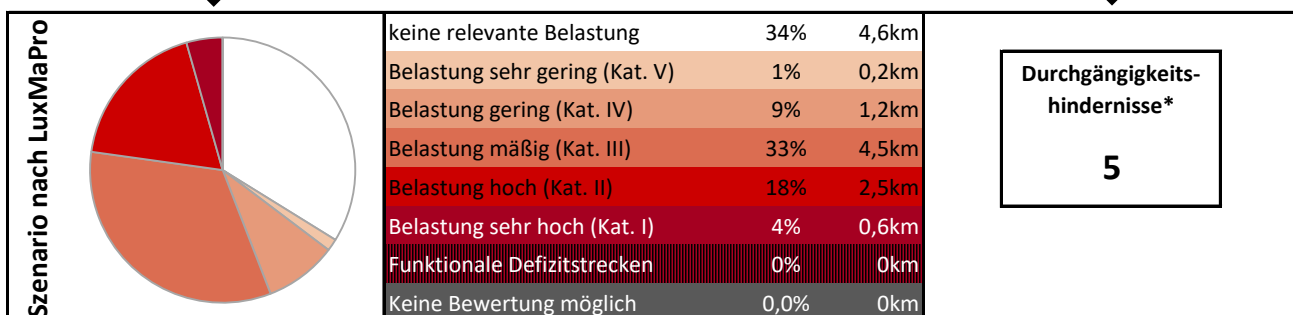 Szenario nach LuxMaPro
keine relevante Belastung 34% 4,6km
Belastung sehr gering (Kat. V) 1% 0,2km
Belastung gering (Kat. IV) 9% 1,2km
Belastung mäßig (Kat. III) 33% 4,5km
Belastung hoch (Kat. II) 18% 2,5km
Belastung sehr hoch (Kat. I) 4% 0,6km
Funktionale Defizitstrecken 0% 0km
Keine Bewertung möglich 0,0% 0km
Durchgängigkeits-
hindernisse*
5